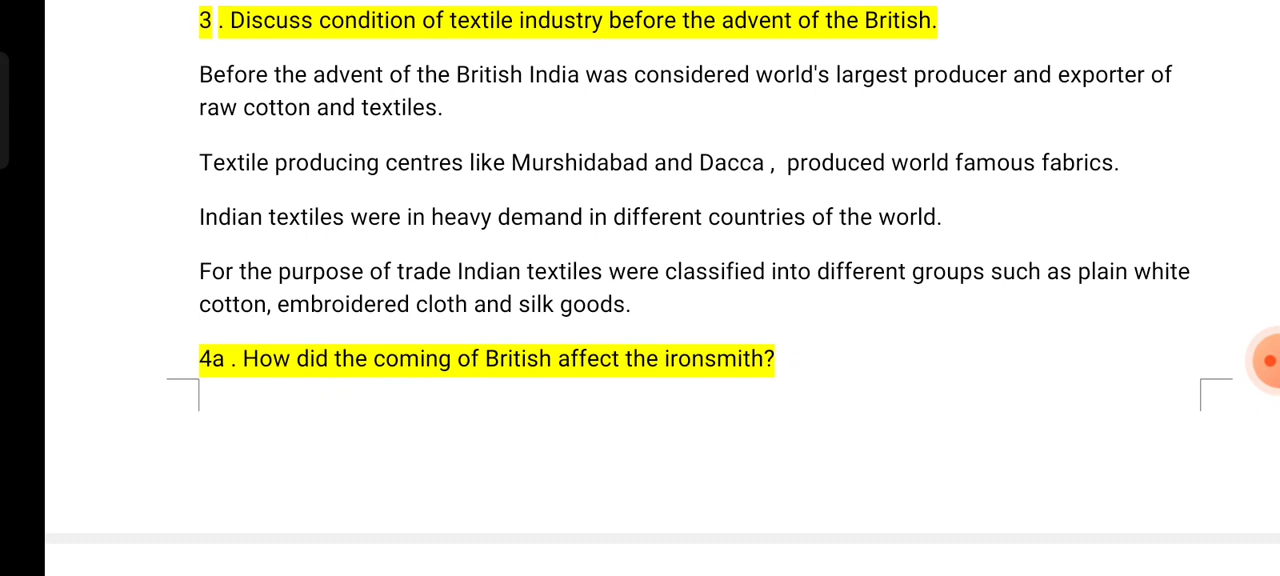 3 . Discuss condition of textile industry before the advent of the British.
Before the advent of the British India was considered world's largest producer and exporter of
raw cotton and textiles.
Textile producing centres like Murshidabad and Dacca ,  produced world famous fabrics.
Indian textiles were in heavy demand in different countries of the world.
For the purpose of trade Indian textiles were classified into different groups such as plain white
cotton, embroidered cloth and silk goods.
4a . How did the coming of British affect the ironsmith?